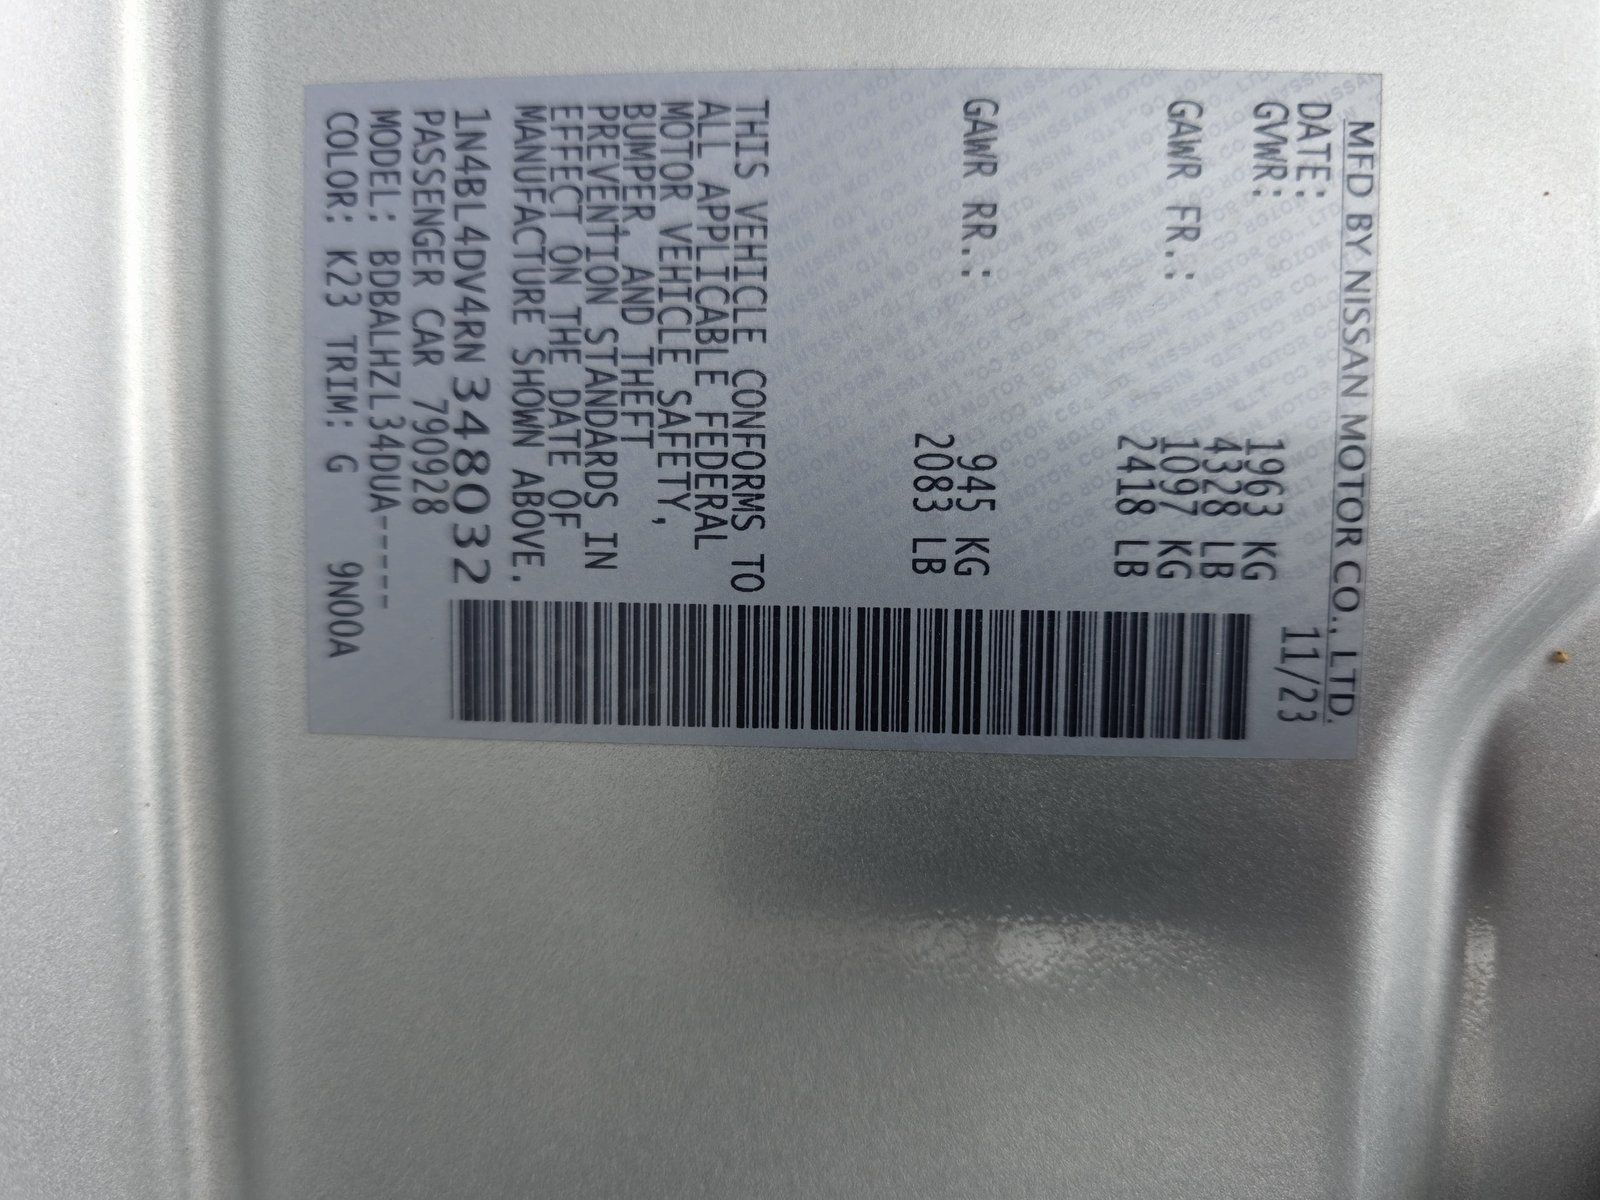 MFD BY NISSAN MOTOR CO., LTD.
DATE: 11/23
GVWR: 1963 KG
4328 LB
GAWR FR.: 1097 KG
2418 LB
GAWR RR.: 945 KG
2083 LB
THIS VEHICLE CONFORMS TO
ALL APPLICABLE FEDERAL
MOTOR VEHICLE SAFETY,
BUMPER, AND THEFT
PREVENTION STANDARDS IN
EFFECT ON THE DATE OF
MANUFACTURE SHOWN ABOVE.
1N4BL4DV4RN 348032
PASSENGER CAR 790928
MODEL: BDBALHZL34DUA-----
COLOR: K23 TRIM: G 9N00A